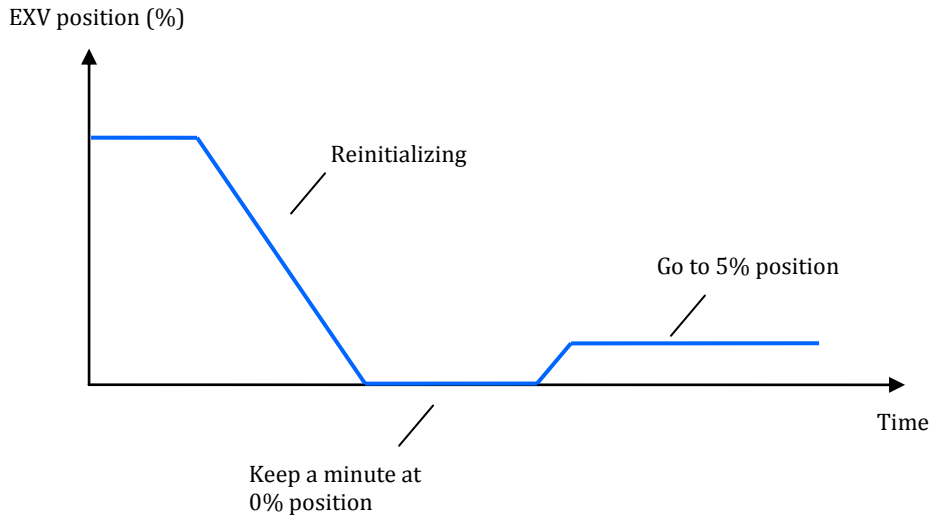 EXV position (%)
Reinitializing
Go to 5% position
Time
Keep a minute at
0% position